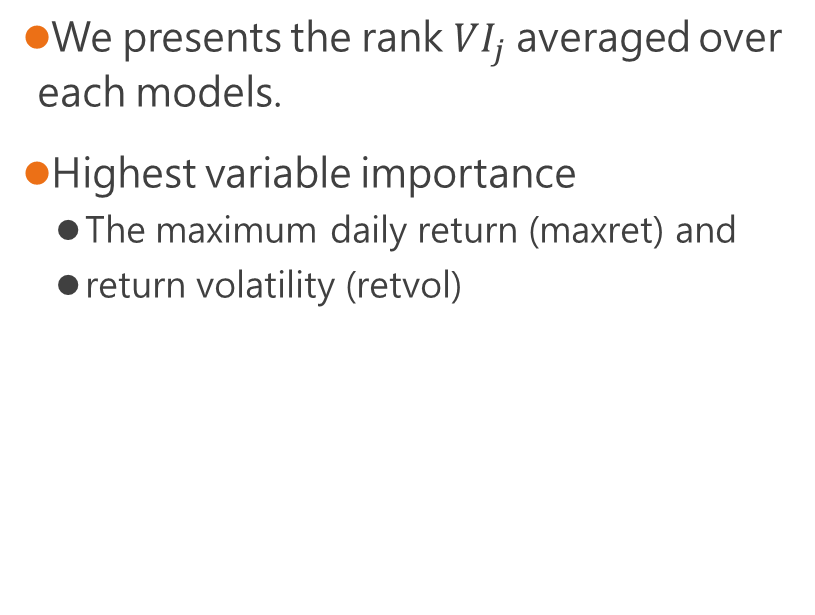 ●We presents the rank 𝑉𝐼𝑗 averaged over
each models.
●Highest variable importance
●The maximum daily return (maxret) and
●return volatility (retvol)